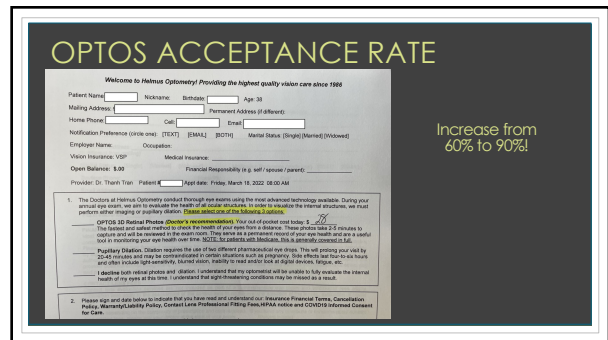 OPTOS ACCEPTANCE RATE
Welcome to Helmus Optometry! Providing the highest quality vision care since 1986
Patient Name: Nickname: Birthdate: Age: 38
Mailing Address: Permanent Address (if different):
Home Phone: Cell: Email:
Notification Preference (circle one): [TEXT] [EMAIL] [BOTH] Marital Status: [Single] [Married] [Widowed]
Employer Name: Occupation:
Vision Insurance: VSP Medical Insurance:
Open Balance: $.00 Financial Responsibility (e.g. self / spouse / parent):
Provider: Dr. Thanh Tran Patient # Appt date: Friday, March 18, 2022 08:00 AM
1. The Doctors at Helmus Optometry conduct thorough eye exams using the most advanced technology available. During your
annual eye exam, we aim to evaluate the health of all ocular structures. In order to visualize the internal structures, we must
perform either imaging or pupillary dilation. Please select one of the following 3 options:
OPTOS 3D Retinal Photos (Doctor's recommendation). Your out-of-pocket cost today: $ 28
The fastest and safest method to check the health of your eyes from a distance. These photos take 2-5 minutes to
capture and will be reviewed in the exam room. They serve as a permanent record of your eye health and are a useful
tool in monitoring your eye health over time. NOTE: for patients with Medicare, this is generally covered in full.
Pupillary Dilation. Dilation requires the use of two different pharmaceutical eye drops. This will prolong your visit by
20-45 minutes and may be contraindicated in certain situations such as pregnancy. Side effects last four-to-six hours
and often include light-sensitivity, blurred vision, inability to read and/or look at digital devices, fatigue, etc.
I decline both retinal photos and dilation. I understand that my optometrist will be unable to fully evaluate the internal
health of my eyes at this time. I understand that sight-threatening conditions may be missed as a result.
2. Please sign and date below to indicate that you have read and understand our: Insurance Financial Terms, Cancellation
Policy, Warranty/Liability Policy, Contact Lens Professional Fitting Fees,HIPAA notice and COVID19 Informed Consent
for Care.
Increase from
60% to 90%!